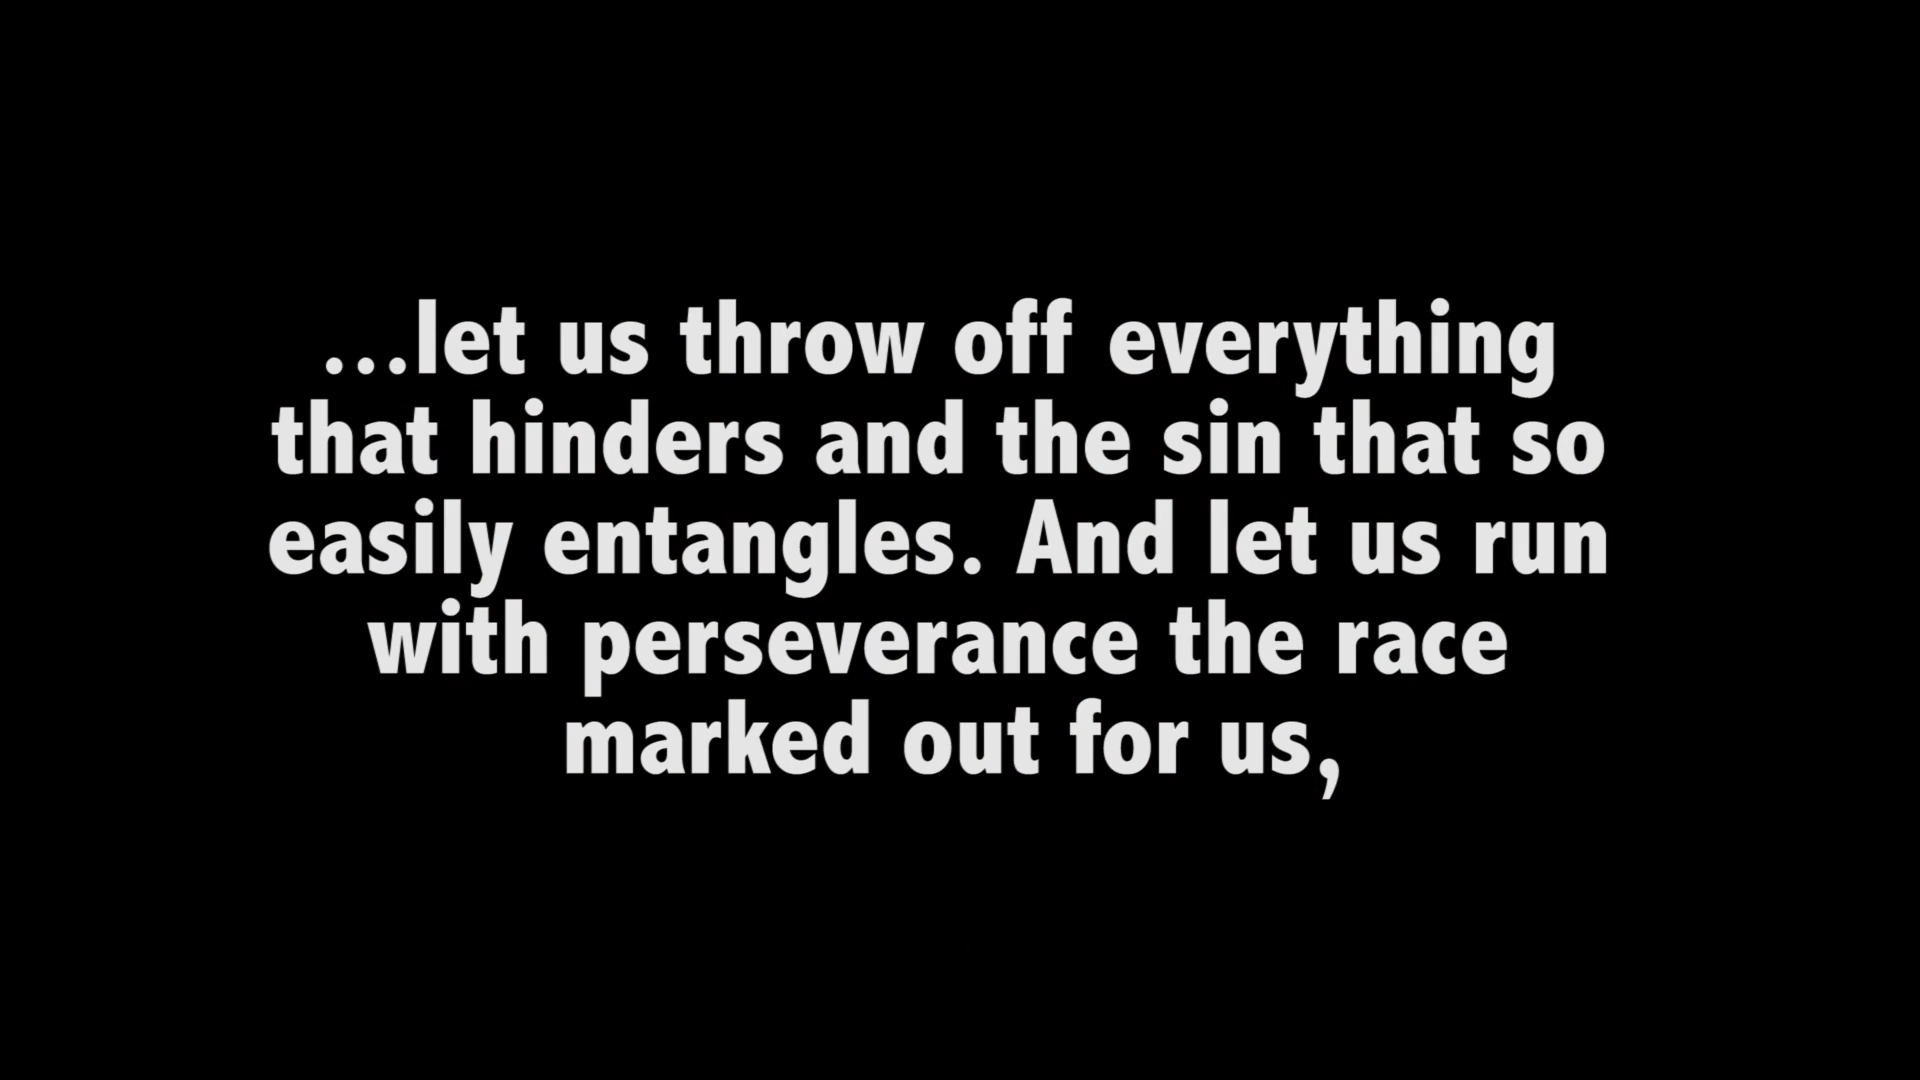 ...let us throw off everything
that hinders and the sin that so
easily entangles. And let us run
with perseverance the race
marked out for us,